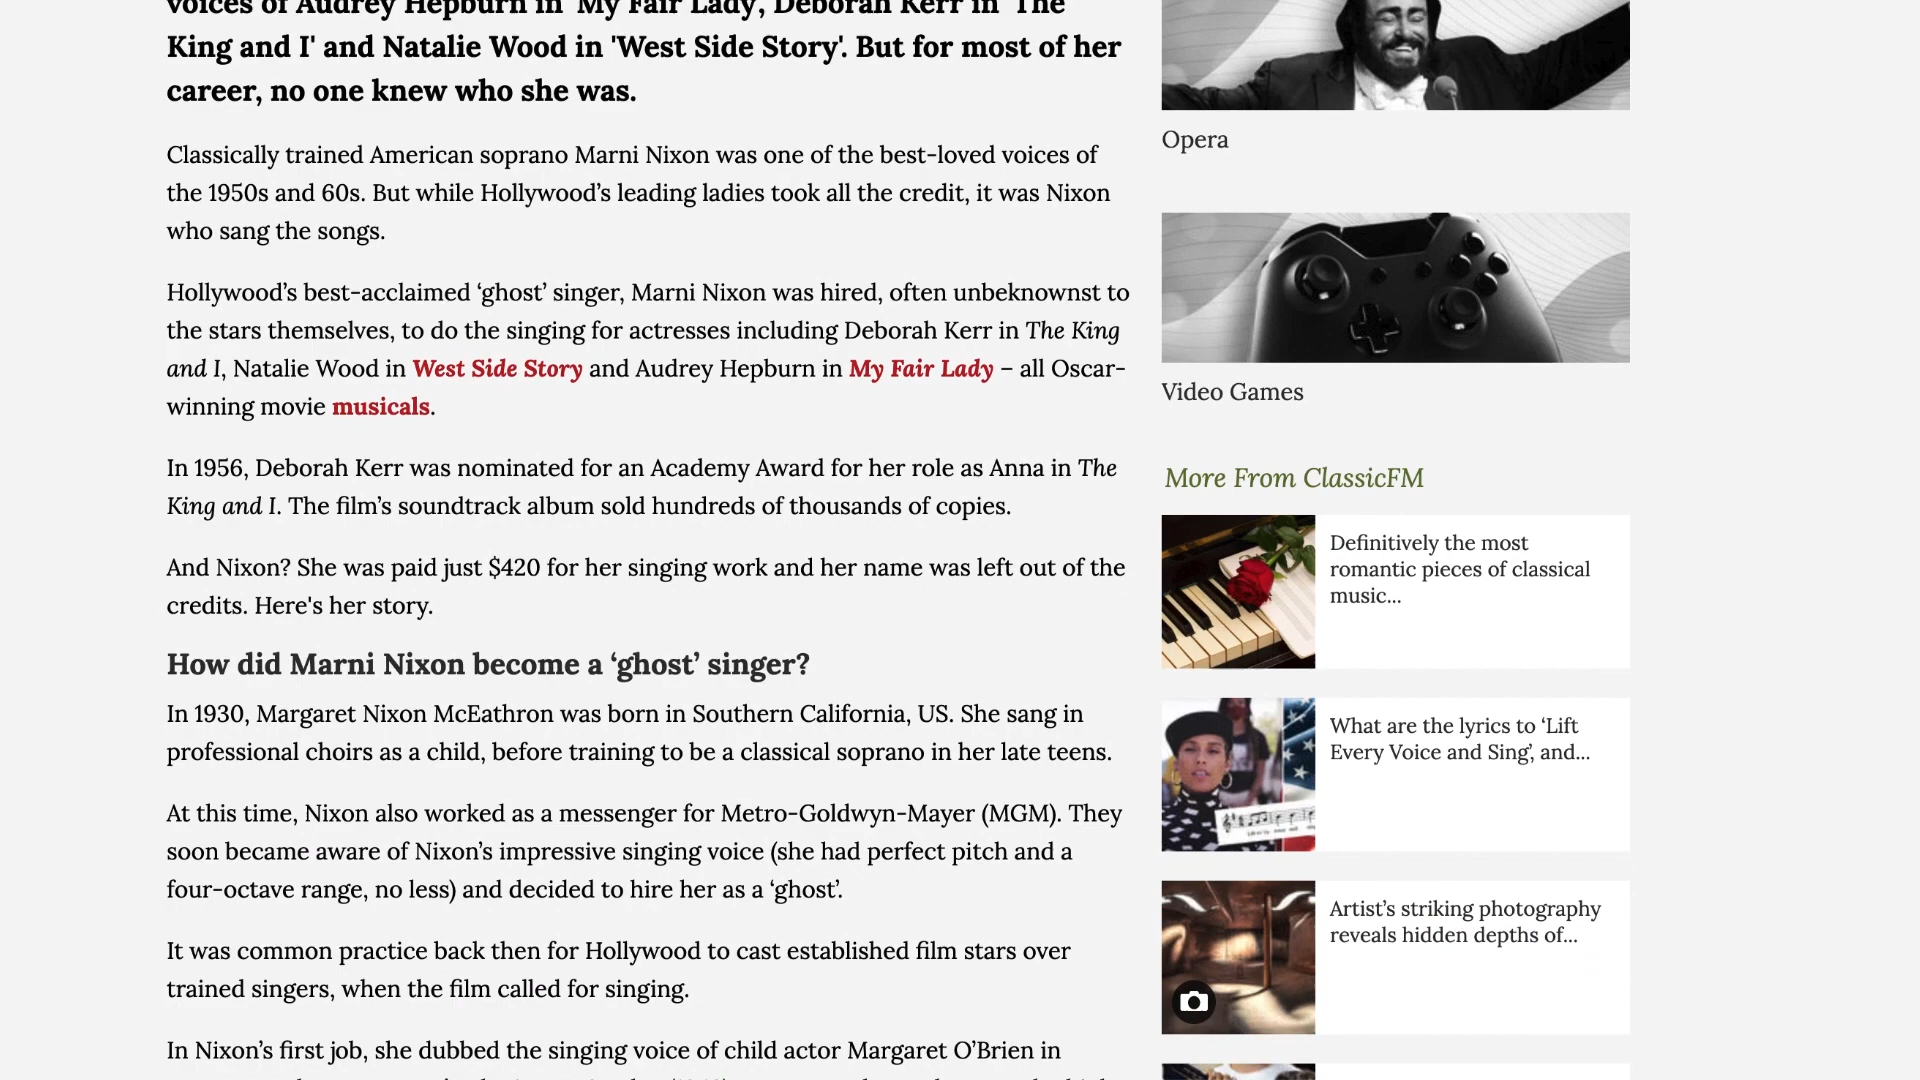 voices of Audrey Hepburn in 'My Fair Lady', Deborah Kerr in 'The
King and I' and Natalie Wood in 'West Side Story'. But for most of her
career, no one knew who she was.
Classically trained American soprano Marni Nixon was one of the best-loved voices of
the 1950s and 60s. But while Hollywood’s leading ladies took all the credit, it was Nixon
who sang the songs.
Hollywood’s best-acclaimed ‘ghost’ singer, Marni Nixon was hired, often unbeknownst to
the stars themselves, to do the singing for actresses including Deborah Kerr in The King
and I, Natalie Wood in West Side Story and Audrey Hepburn in My Fair Lady – all Oscar-
winning movie musicals.
In 1956, Deborah Kerr was nominated for an Academy Award for her role as Anna in The
King and I. The film’s soundtrack album sold hundreds of thousands of copies.
And Nixon? She was paid just $420 for her singing work and her name was left out of the
credits. Here's her story.
How did Marni Nixon become a ‘ghost’ singer?
In 1930, Margaret Nixon McEathron was born in Southern California, US. She sang in
professional choirs as a child, before training to be a classical soprano in her late teens.
At this time, Nixon also worked as a messenger for Metro-Goldwyn-Mayer (MGM). They
soon became aware of Nixon’s impressive singing voice (she had perfect pitch and a
four-octave range, no less) and decided to hire her as a ‘ghost’.
It was common practice back then for Hollywood to cast established film stars over
trained singers, when the film called for singing.
In Nixon’s first job, she dubbed the singing voice of child actor Margaret O’Brien in
Opera
Video Games
More From ClassicFM
Definitively the most
romantic pieces of classical
music...
What are the lyrics to ‘Lift
Every Voice and Sing’, and...
Artist’s striking photography
reveals hidden depths of...